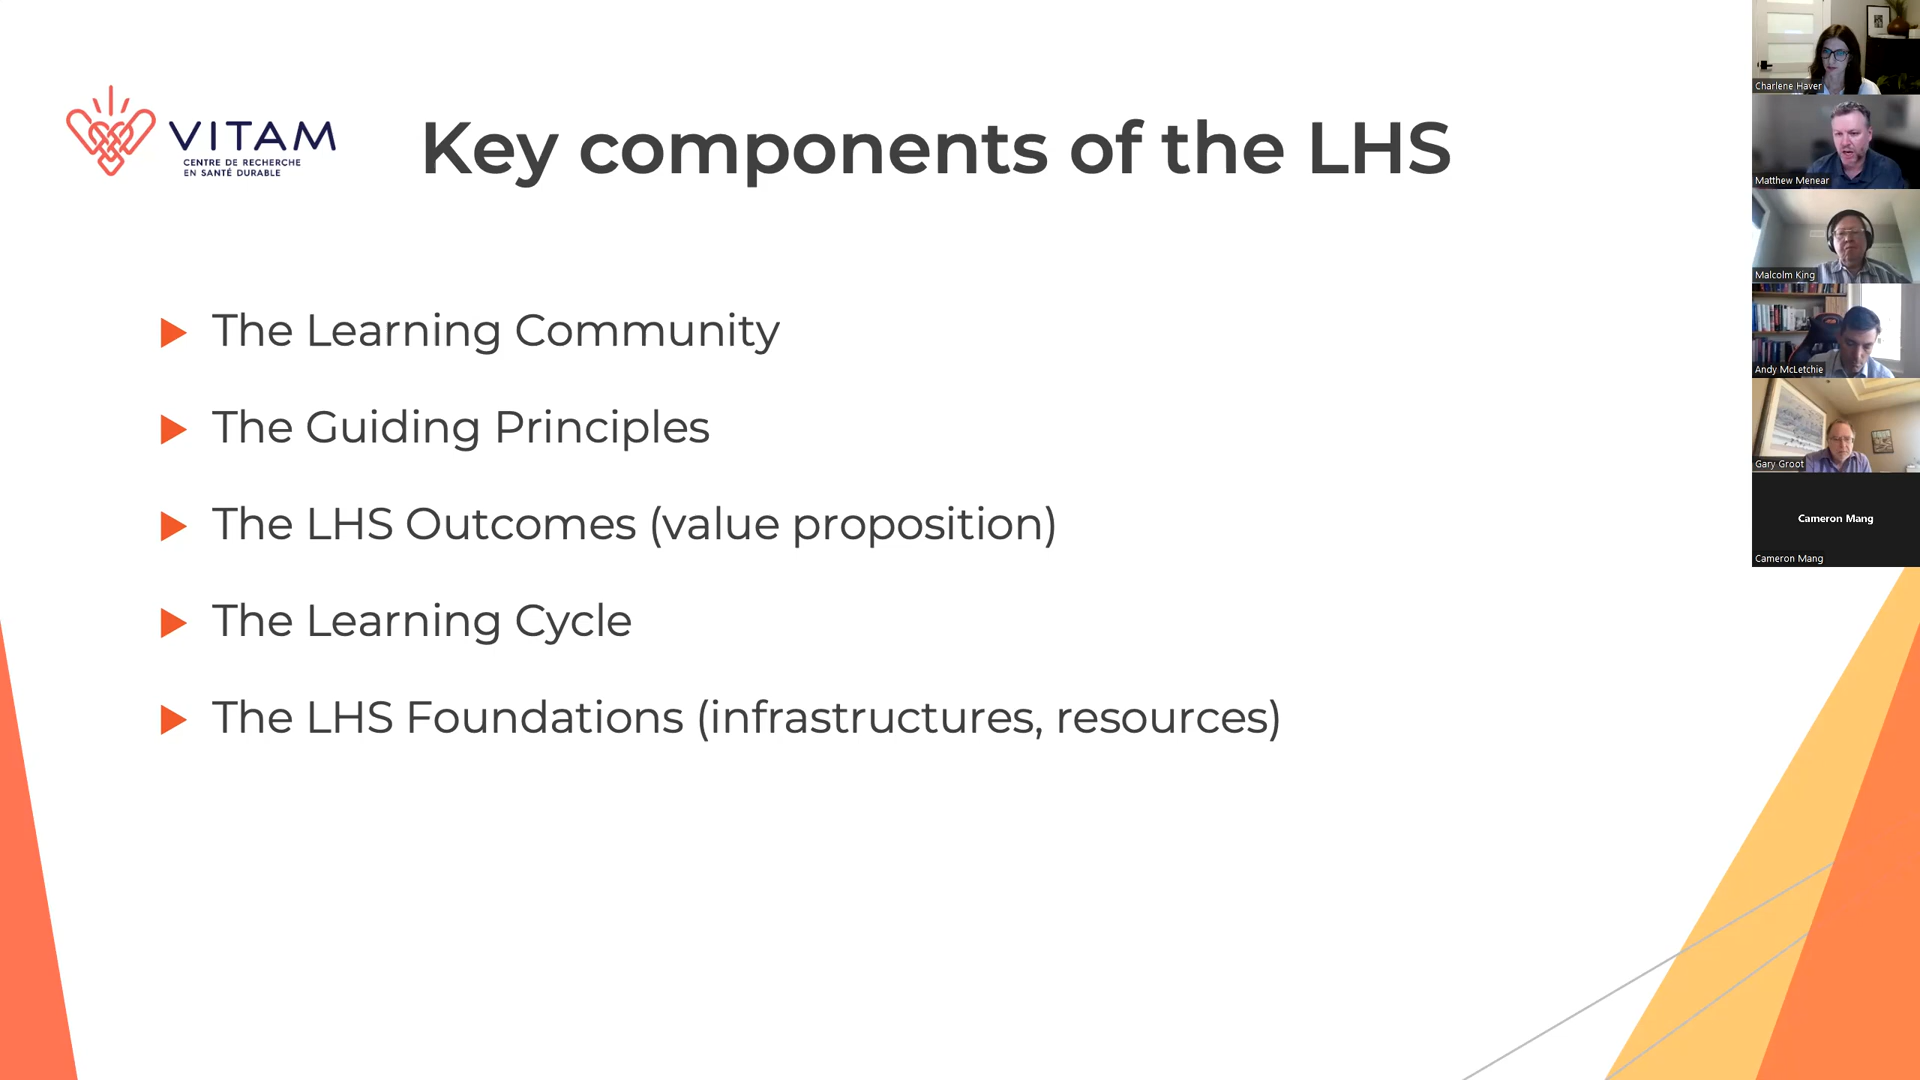 VITAM
CENTRE DE RECHERCHE
EN SANTÉ DURABLE
Key components of the LHS
The Learning Community
The Guiding Principles
The LHS Outcomes (value proposition)
The Learning Cycle
The LHS Foundations (infrastructures, resources)
Charlene Haver
Matthew Menear
Malcolm King
Andy McLetchie
Gary Groot
Cameron Mang
Cameron Mang